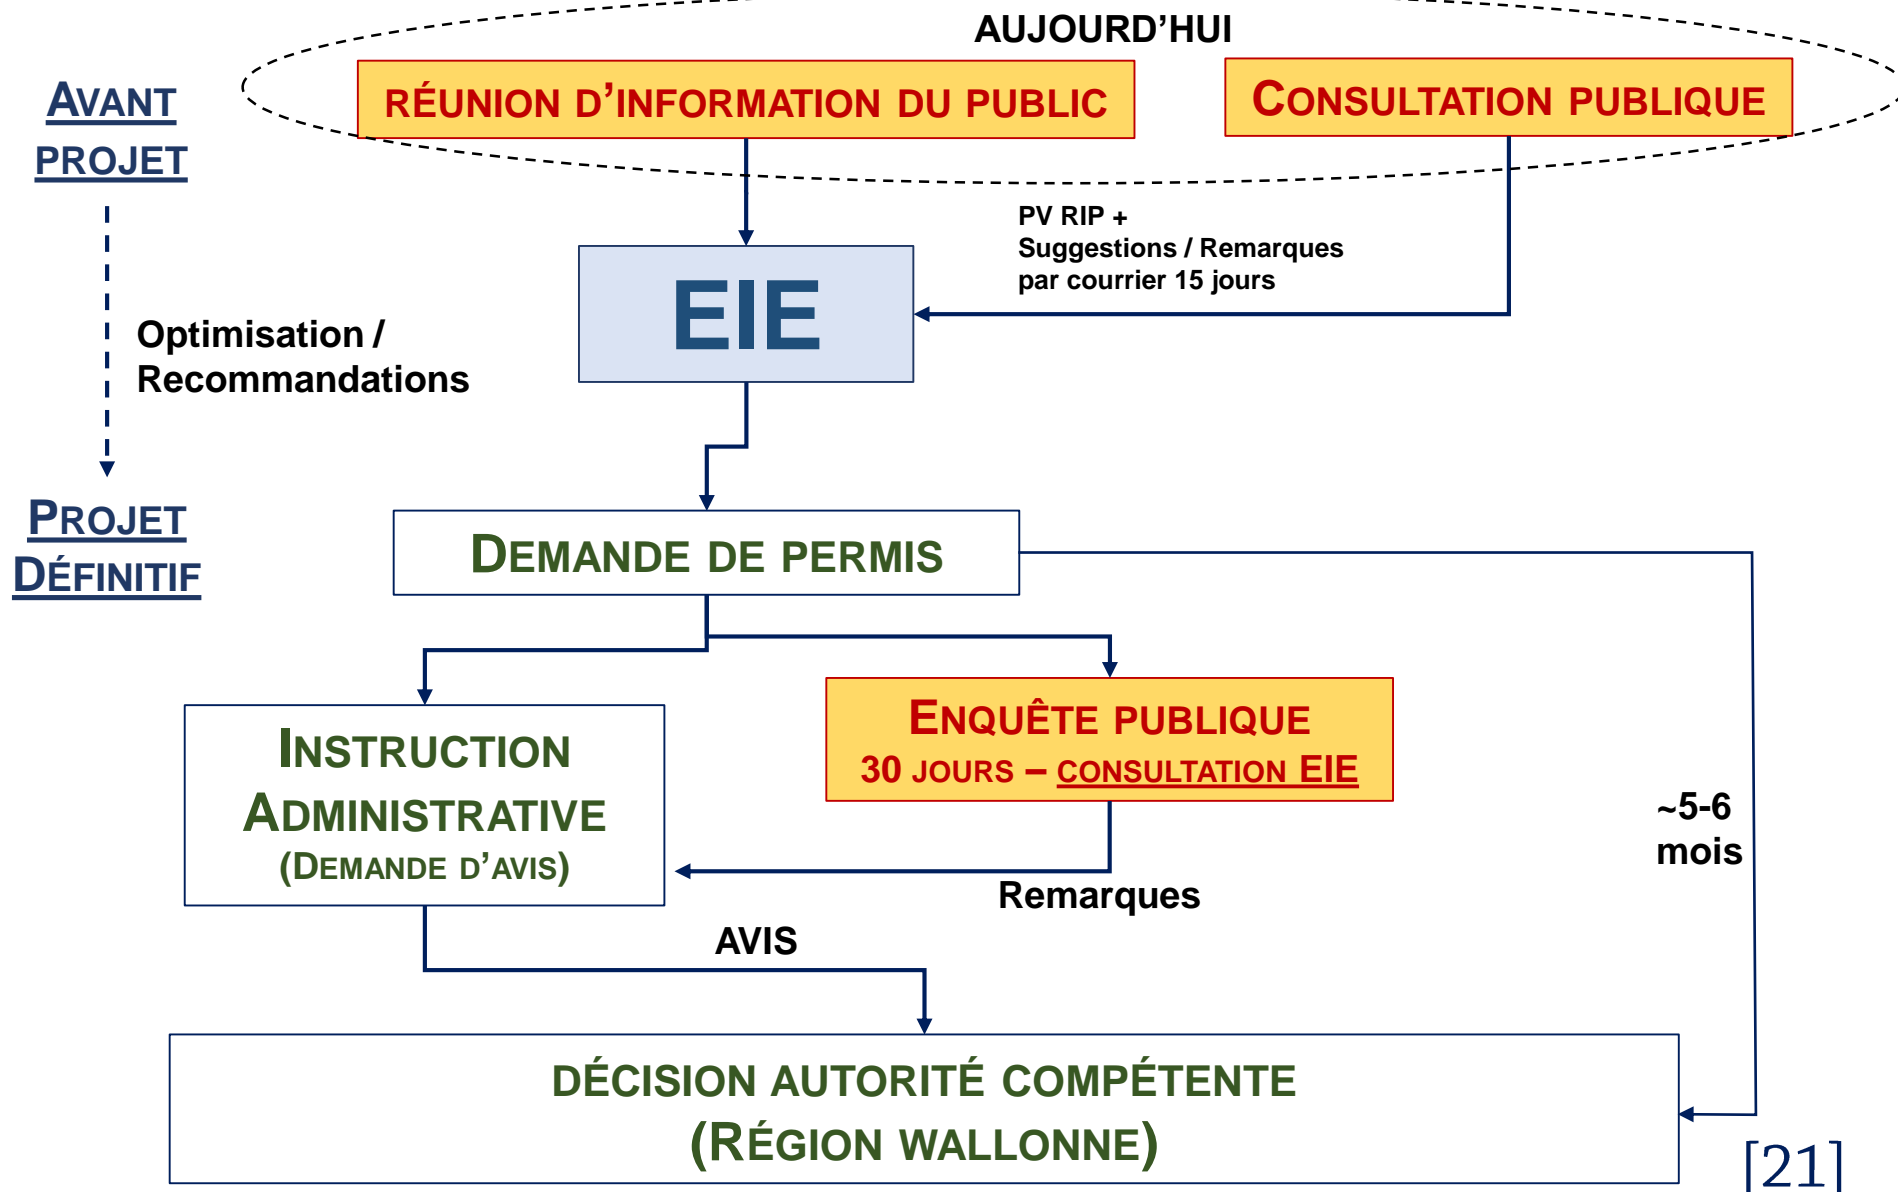 AUJOURD’HUI
AVANT
PROJET
RÉUNION D’INFORMATION DU PUBLIC
CONSULTATION PUBLIQUE
PV RIP +
Suggestions / Remarques
par courrier 15 jours
EIE
Optimisation /
Recommandations
PROJET
DÉFINITIF
DEMANDE DE PERMIS
INSTRUCTION
ADMINISTRATIVE
(DEMANDE D’AVIS)
ENQUÊTE PUBLIQUE
30 JOURS – CONSULTATION EIE
~5-6
mois
Remarques
AVIS
DÉCISION AUTORITÉ COMPÉTENTE
(RÉGION WALLONNE)
[21]